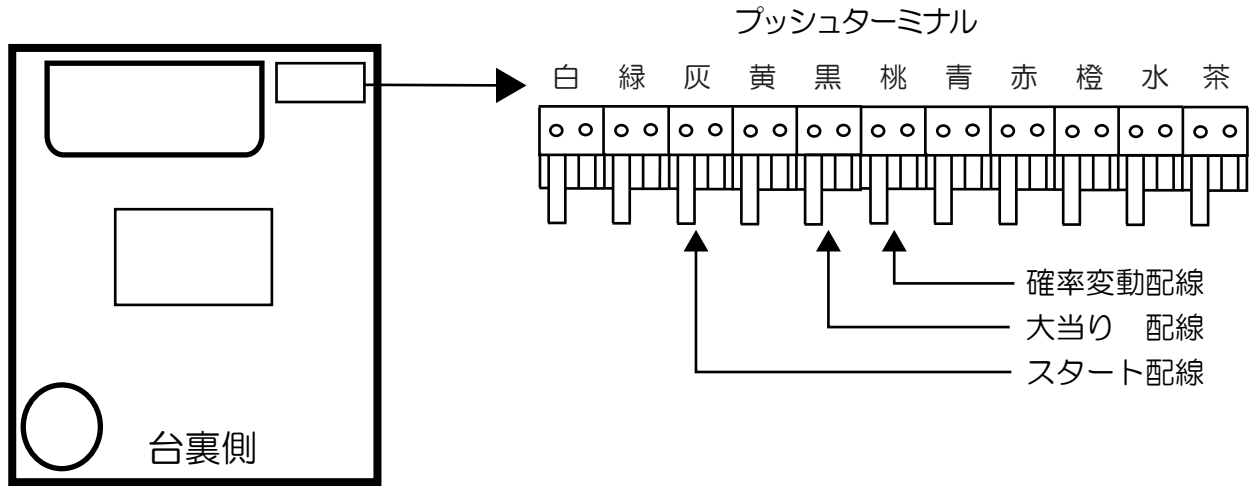 プッシュターミナル
白 緑 灰 黄 黒 桃 青 赤 橙 水 茶
確率変動配線
大当り　配線
スタート配線
台裏側